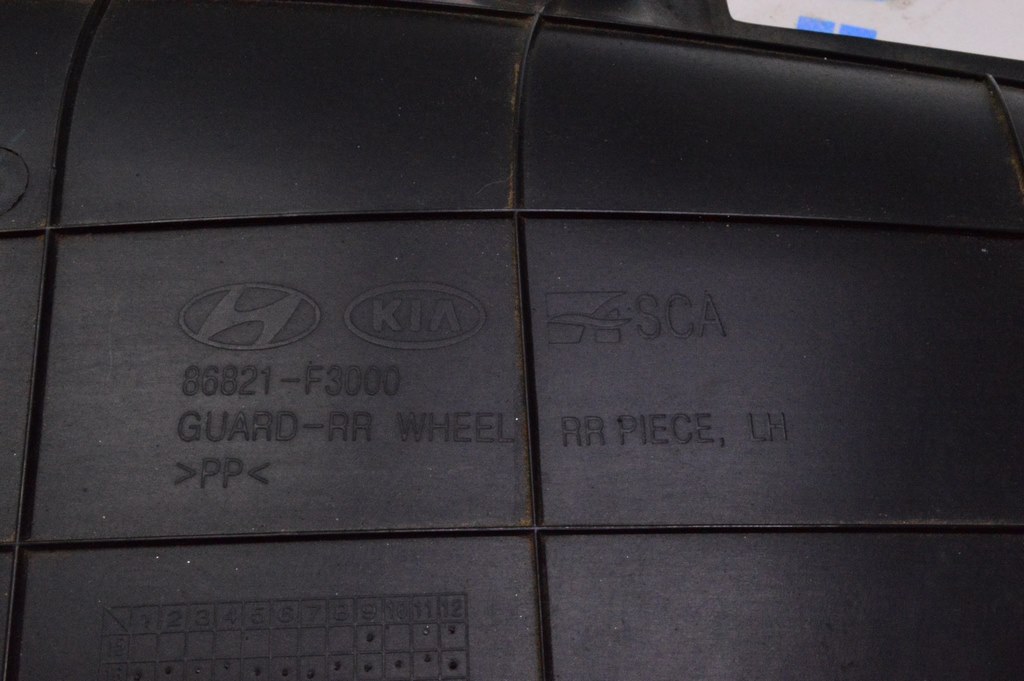 KIA SCA
86821-F3000
GUARD-RR WHEEL RR PIECE, LH
>PP<
1 2 3 4 5 6 7 8 9 10 11 12
15